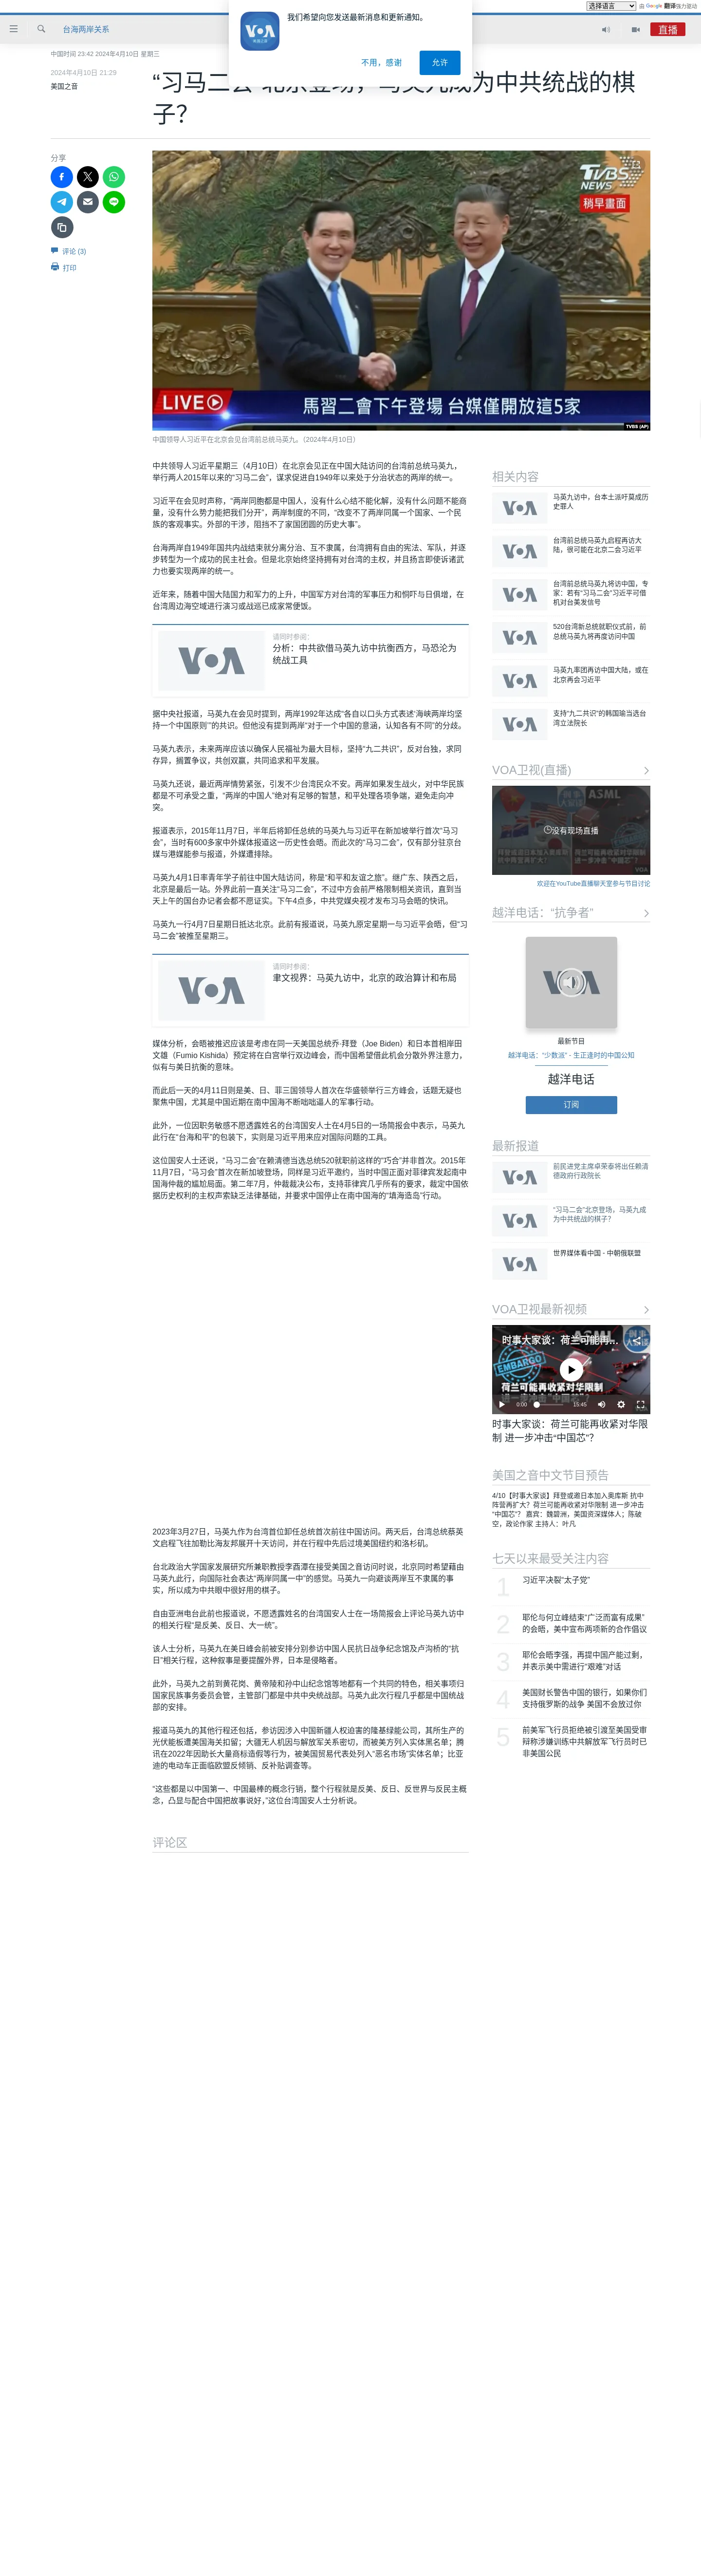 选择语言
由 Google 翻译强力驱动
我们希望向您发送最新消息和更新通知。
不用，感谢
允许
台海两岸关系
直播
中国时间 23:42 2024年4月10日 星期三
2024年4月10日 21:29
美国之音
子？
分享
评论 (3)
打印
TVBS
NEWS
稍早畫面
LIVE
馬習二會下午登場 台媒僅開放這5家
TVBS (AP)
中国领导人习近平在北京会见台湾前总统马英九。（2024年4月10日）
中共领导人习近平星期三（4月10日）在北京会见正在中国大陆访问的台湾前总统马英九，
举行两人2015年以来的“习马二会”，谋求促进自1949年以来处于分治状态的两岸的统一。
习近平在会见时声称，“两岸同胞都是中国人，没有什么心结不能化解，没有什么问题不能商
量，没有什么势力能把我们分开”，两岸制度的不同，“改变不了两岸同属一个国家、一个民
族的客观事实。外部的干涉，阻挡不了家国团圆的历史大事”。
台海两岸自1949年国共内战结束就分离分治、互不隶属，台湾拥有自由的宪法、军队，并逐
步转型为一个成功的民主社会。但是北京始终坚持拥有对台湾的主权，并且扬言即使诉诸武
力也要实现两岸的统一。
近年来，随着中国大陆国力和军力的上升，中国军方对台湾的军事压力和恫吓与日俱增，在
台湾周边海空域进行演习或战巡已成家常便饭。
请同时参阅：
分析：中共欲借马英九访中抗衡西方，马恐沦为
统战工具
据中央社报道，马英九在会见时提到，两岸1992年达成“各自以口头方式表述‘海峡两岸均坚
持一个中国原则’”的共识。但他没有提到两岸“对于一个中国的意涵，认知各有不同”的分歧。
马英九表示，未来两岸应该以确保人民福祉为最大目标，坚持“九二共识”，反对台独，求同
存异，搁置争议，共创双赢，共同追求和平发展。
马英九还说，最近两岸情势紧张，引发不少台湾民众不安。两岸如果发生战火，对中华民族
都是不可承受之重，“两岸的中国人”绝对有足够的智慧，和平处理各项争端，避免走向冲
突。
报道表示，2015年11月7日，半年后将卸任总统的马英九与习近平在新加坡举行首次“马习
会”，当时有600多家中外媒体报道这一历史性会晤。而此次的“马习二会”，仅有部分驻京台
媒与港媒能参与报道，外媒遭排除。
马英九4月1日率青年学子前往中国大陆访问，称是“和平和友谊之旅”。继广东、陕西之后，
北京是最后一站。外界此前一直关注“马习二会”，不过中方会前严格限制相关资讯，直到当
天上午的国台办记者会都不愿证实。下午4点多，中共党媒央视才发布习马会晤的快讯。
马英九一行4月7日星期日抵达北京。此前有报道说，马英九原定星期一与习近平会晤，但“习
马二会”被推至星期三。
请同时参阅：
聿文视界：马英九访中，北京的政治算计和布局
媒体分析，会晤被推迟应该是考虑在同一天美国总统乔·拜登（Joe Biden）和日本首相岸田
文雄（Fumio Kishida）预定将在白宫举行双边峰会，而中国希望借此机会分散外界注意力，
似有与美日抗衡的意味。
而此后一天的4月11日则是美、日、菲三国领导人首次在华盛顿举行三方峰会，话题无疑也
聚焦中国，尤其是中国近期在南中国海不断咄咄逼人的军事行动。
此外，一位因职务敏感不愿透露姓名的台湾国安人士在4月5日的一场简报会中表示，马英九
此行在“台海和平”的包装下，实则是习近平用来应对国际问题的工具。
这位国安人士还说，“马习二会”在赖清德当选总统520就职前这样的“巧合”并非首次。2015年
11月7日，“马习会”首次在新加坡登场，同样是习近平邀约，当时中国正面对菲律宾发起南中
国海仲裁的尴尬局面。第二年7月，仲裁裁决公布，支持菲律宾几乎所有的要求，裁定中国依
据历史权利的主权声索缺乏法律基础，并要求中国停止在南中国海的“填海造岛”行动。
2023年3月27日，马英九作为台湾首位卸任总统首次前往中国访问。两天后，台湾总统蔡英
文启程飞往加勒比海友邦展开十天访问，并在行程中先后过境美国纽约和洛杉矶。
台北政治大学国家发展研究所兼职教授李酉潭在接受美国之音访问时说，北京同时希望藉由
马英九此行，向国际社会表达“两岸同属一中”的感觉。马英九一向避谈两岸互不隶属的事
实，所以成为中共眼中很好用的棋子。
自由亚洲电台此前也报道说，不愿透露姓名的台湾国安人士在一场简报会上评论马英九访中
的相关行程“是反美、反日、大一统”。
该人士分析，马英九在美日峰会前被安排分别参访中国人民抗日战争纪念馆及卢沟桥的“抗
日”相关行程，这种叙事是要提醒外界，日本是侵略者。
此外，马英九之前到黄花岗、黄帝陵和孙中山纪念馆等地都有一个共同的特色，相关事项归
国家民族事务委员会管，主管部门都是中共中央统战部。马英九此次行程几乎都是中国统战
部的安排。
报道马英九的其他行程还包括，参访因涉入中国新疆人权迫害的隆基绿能公司，其所生产的
光伏能板遭美国海关扣留；大疆无人机因与解放军关系密切，而被美方列入实体黑名单；腾
讯在2022年因助长大量商标造假等行为，被美国贸易代表处列入“恶名市场”实体名单；比亚
迪的电动车正面临欧盟反倾销、反补贴调查等。
“这些都是以中国第一、中国最棒的概念行销，整个行程就是反美、反日、反世界与反民主概
念，凸显与配合中国把故事说好，”这位台湾国安人士分析说。
评论区
相关内容
马英九访中，台本土派吁莫成历
史罪人
台湾前总统马英九启程再访大
陆，很可能在北京二会习近平
台湾前总统马英九将访中国，专
家：若有“习马二会”习近平可借
机对台美发信号
520台湾新总统就职仪式前，前
总统马英九将再度访问中国
马英九率团再访中国大陆，或在
北京再会习近平
支持“九二共识”的韩国瑜当选台
湾立法院长
VOA卫视(直播)
没有现场直播
欢迎在YouTube直播聊天室参与节目讨论
越洋电话：“抗争者”
最新节目
越洋电话：“少数派” - 生正逢时的中国公知
越洋电话
订阅
最新报道
前民进党主席卓荣泰将出任赖清
德政府行政院长
“习马二会”北京登场，马英九成
为中共统战的棋子？
世界媒体看中国 - 中朝俄联盟
VOA卫视最新视频
时事大家谈：荷兰可能再...
EMBARGO
荷兰可能再收紧对华限制
0:00
15:45
时事大家谈：荷兰可能再收紧对华限
制 进一步冲击“中国芯”？
美国之音中文节目预告
4/10【时事大家谈】拜登或邀日本加入奥库斯 抗中
阵营再扩大？荷兰可能再收紧对华限制 进一步冲击
“中国芯”？ 嘉宾：魏碧洲，美国资深媒体人；陈破
空，政论作家 主持人：叶凡
七天以来最受关注内容
1
习近平决裂“太子党”
2
耶伦与何立峰结束“广泛而富有成果”
的会晤，美中宣布两项新的合作倡议
3
耶伦会晤李强，再提中国产能过剩，
并表示美中需进行“艰难”对话
4
美国财长警告中国的银行，如果你们
支持俄罗斯的战争 美国不会放过你
5
前美军飞行员拒绝被引渡至美国受审
辩称涉嫌训练中共解放军飞行员时已
非美国公民